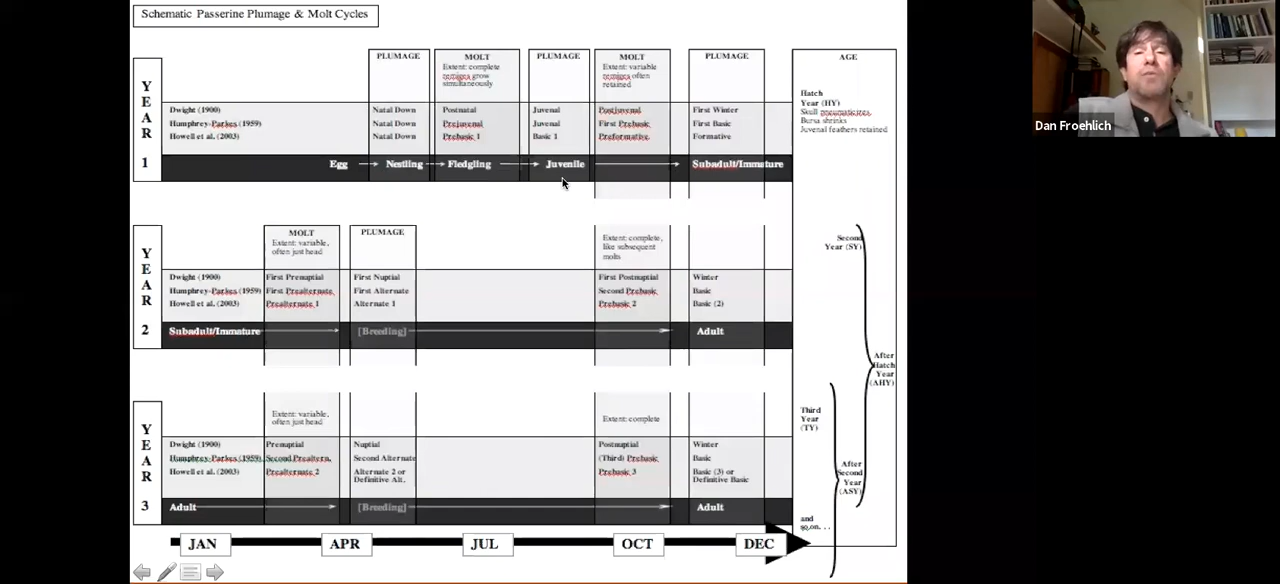 Schematic Passerine Plumage & Molt Cycles
YEAR 1
PLUMAGE
MOLT
Extent: complete
remiges grow
simultaneously
PLUMAGE
MOLT
Extent: variable
remiges often
retained
PLUMAGE
AGE
Hatch
Year (HY)
Skull pneumatizes,
Bursa shrinks
Juvenal feathers retained
Dwight (1900) Natal Down Postnatal Juvenal Postjuvenal First Winter
Humphrey-Parkes (1959) Natal Down Prejuvenal Juvenal First Prebasic First Basic
Howell et al. (2003) Natal Down Prebasic 1 Basic 1 Preformative Formative
Egg Nestling Fledgling Juvenile Subadult/Immature
YEAR 2
MOLT
Extent: variable,
often just head
PLUMAGE
Extent: complete,
like subsequent
molts
Second
Year (SY)
Dwight (1900) First Prenuptial First Nuptial First Postnuptial Winter
Humphrey-Parkes (1959) First Prealternate First Alternate Second Prebasic Basic
Howell et al. (2003) Prealternate 1 Alternate 1 Prebasic 2 Basic (2)
Subadult/Immature [Breeding] Adult
After
Hatch
Year
(AHY)
YEAR 3
Extent: variable,
often just head
Extent: complete
Third
Year
(TY)
Dwight (1900) Prenuptial Nuptial Postnuptial Winter
Humphrey-Parkes (1959) Second Prealtern. Second Alternate (Third) Prebasic Basic
Howell et al. (2003) Prealternate 2 Alternate 2 or
Definitive Alt. Prebasic 3 Basic (3) or
Definitive Basic
After
Second
Year
(ASY)
Adult [Breeding] Adult
and
so on. . .
JAN APR JUL OCT DEC
Dan Froehlich